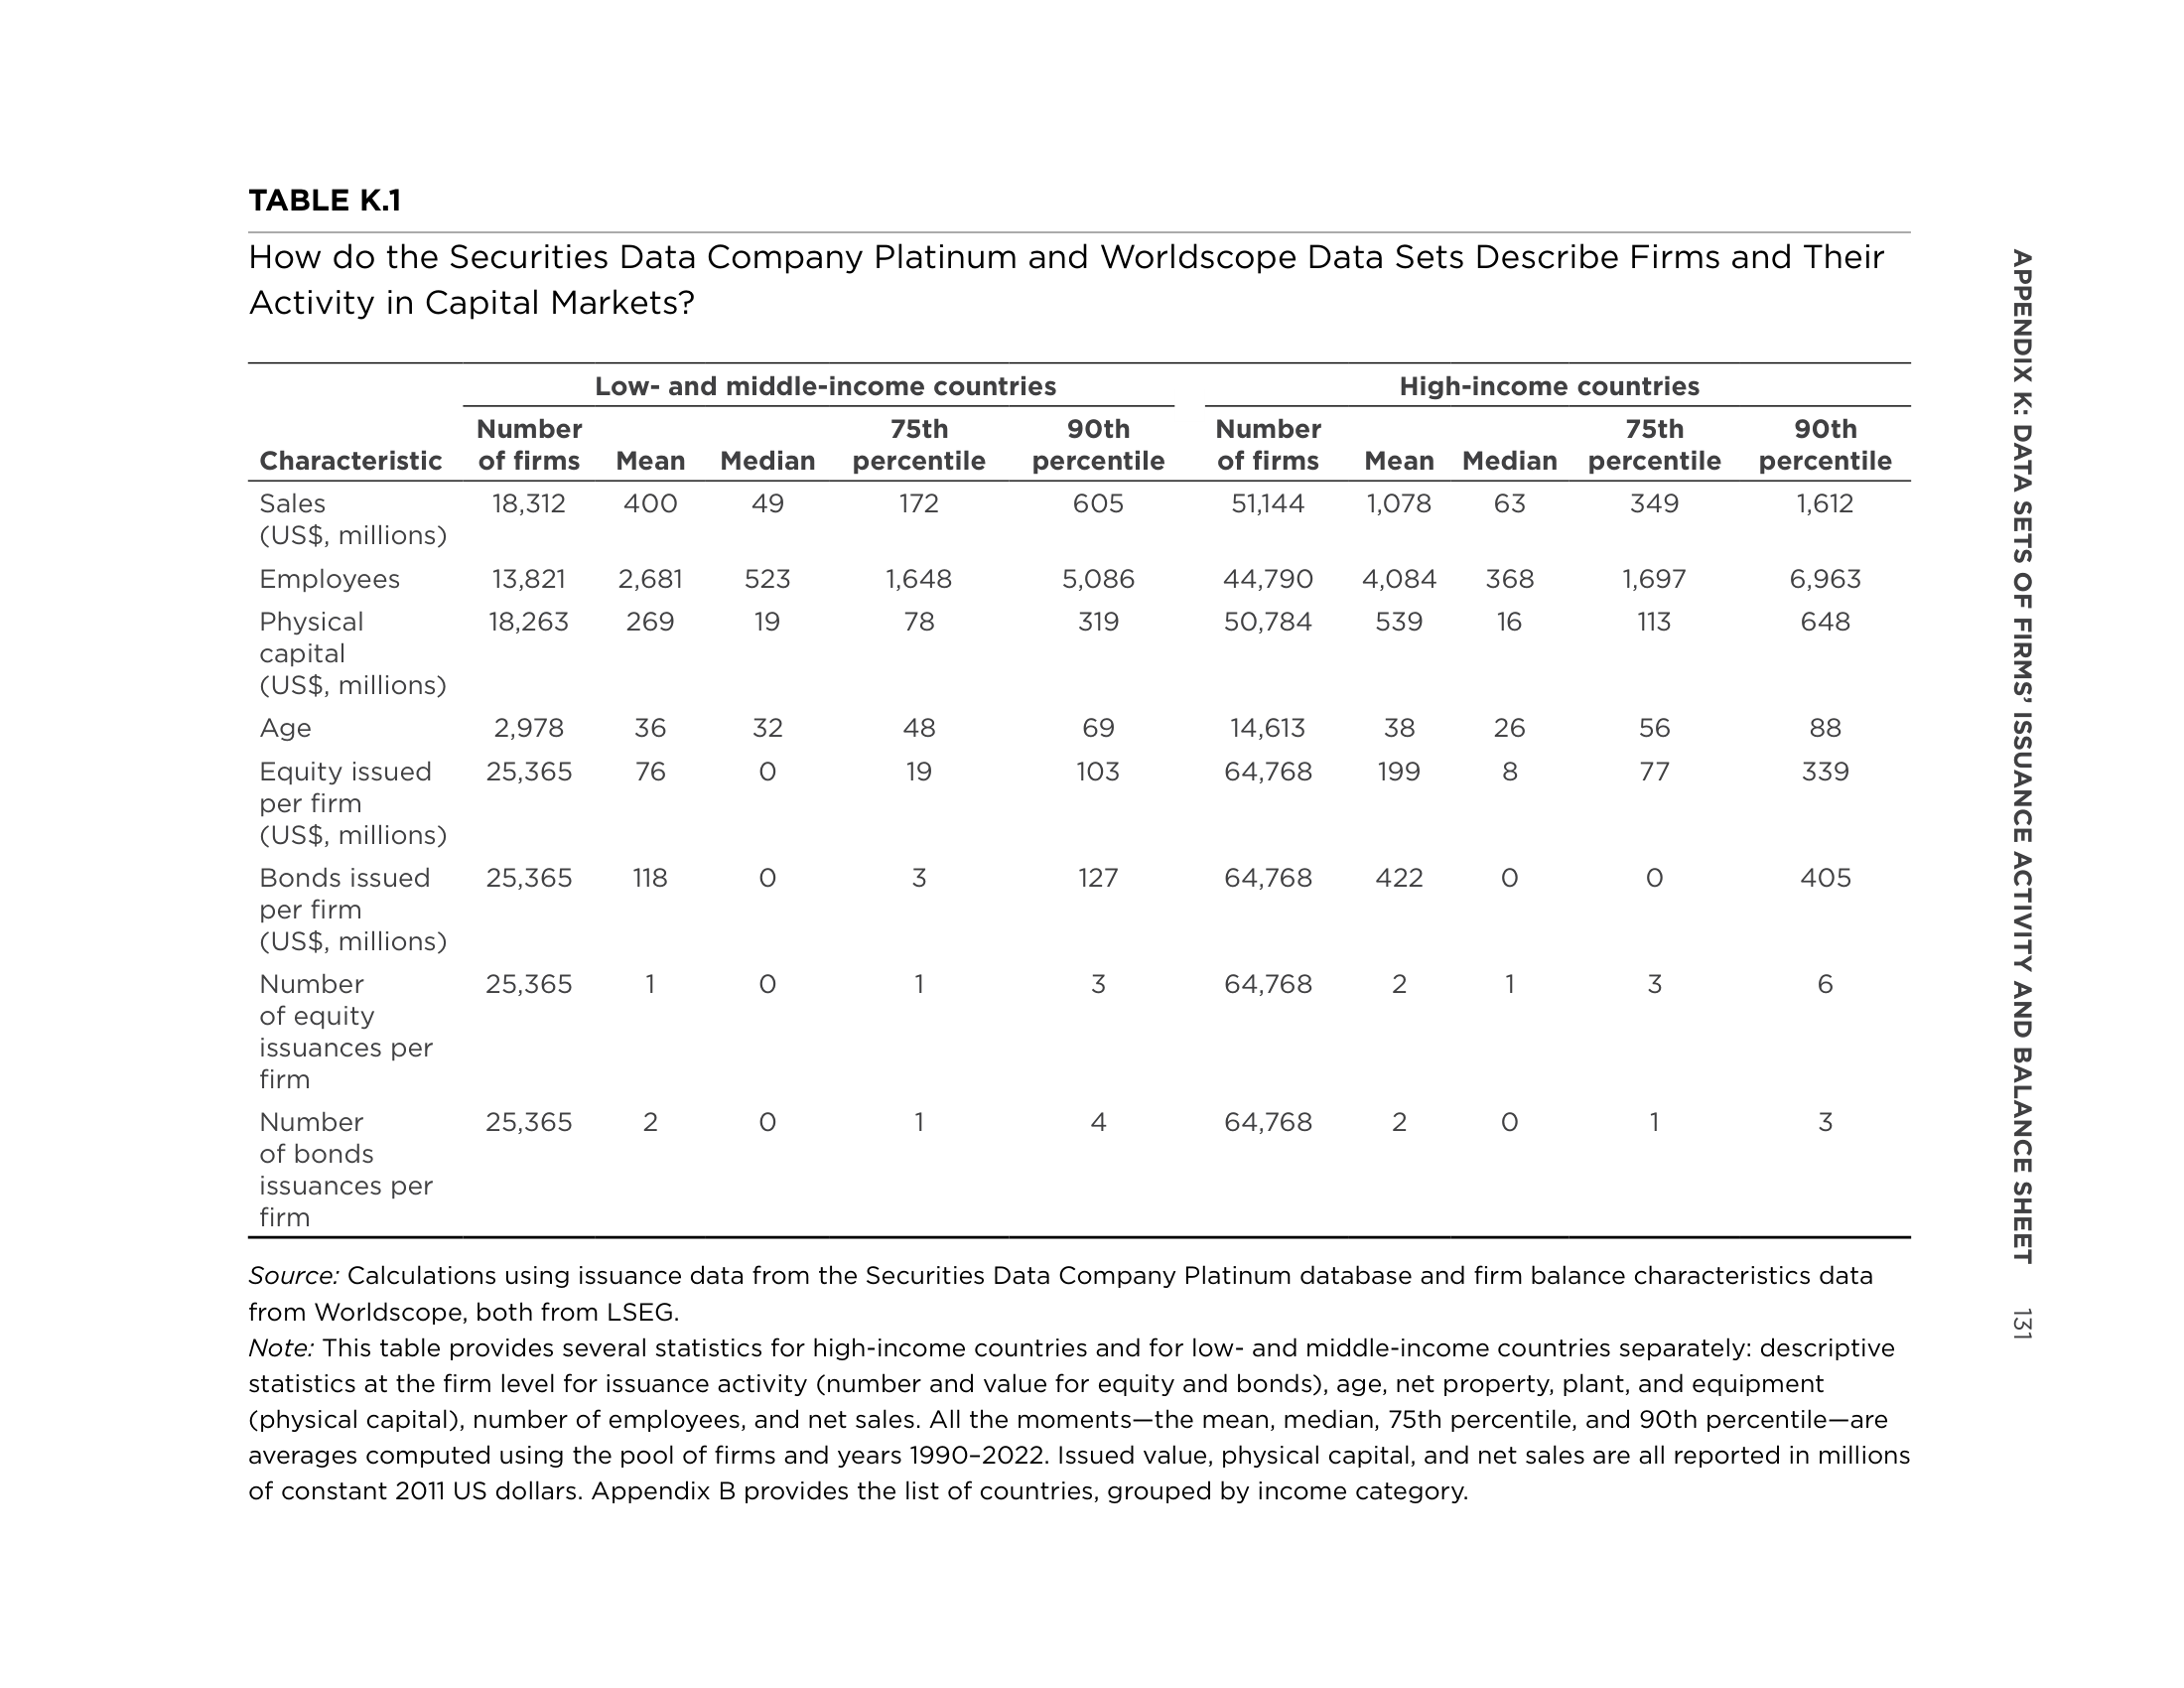 TABLE K.1
How do the Securities Data Company Platinum and Worldscope Data Sets Describe Firms and Their
Activity in Capital Markets?
Low- and middle-income countries High-income countries
Characteristic Number of firms Mean Median 75th percentile 90th percentile Number of firms Mean Median 75th percentile 90th percentile
Sales 18,312 400 49 172 605 51,144 1,078 63 349 1,612
(US$, millions)
Employees 13,821 2,681 523 1,648 5,086 44,790 4,084 368 1,697 6,963
Physical 18,263 269 19 78 319 50,784 539 16 113 648
capital
(US$, millions)
Age 2,978 36 32 48 69 14,613 38 26 56 88
Equity issued 25,365 76 0 19 103 64,768 199 8 77 339
per firm
(US$, millions)
Bonds issued 25,365 118 0 3 127 64,768 422 0 0 405
per firm
(US$, millions)
Number 25,365 1 0 1 3 64,768 2 1 3 6
of equity
issuances per
firm
Number 25,365 2 0 1 4 64,768 2 0 1 3
of bonds
issuances per
firm
Source: Calculations using issuance data from the Securities Data Company Platinum database and firm balance characteristics data
from Worldscope, both from LSEG.
Note: This table provides several statistics for high-income countries and for low- and middle-income countries separately: descriptive
statistics at the firm level for issuance activity (number and value for equity and bonds), age, net property, plant, and equipment
(physical capital), number of employees, and net sales. All the moments—the mean, median, 75th percentile, and 90th percentile—are
averages computed using the pool of firms and years 1990–2022. Issued value, physical capital, and net sales are all reported in millions
of constant 2011 US dollars. Appendix B provides the list of countries, grouped by income category.
APPENDIX K: DATA SETS OF FIRMS' ISSUANCE ACTIVITY AND BALANCE SHEET 131